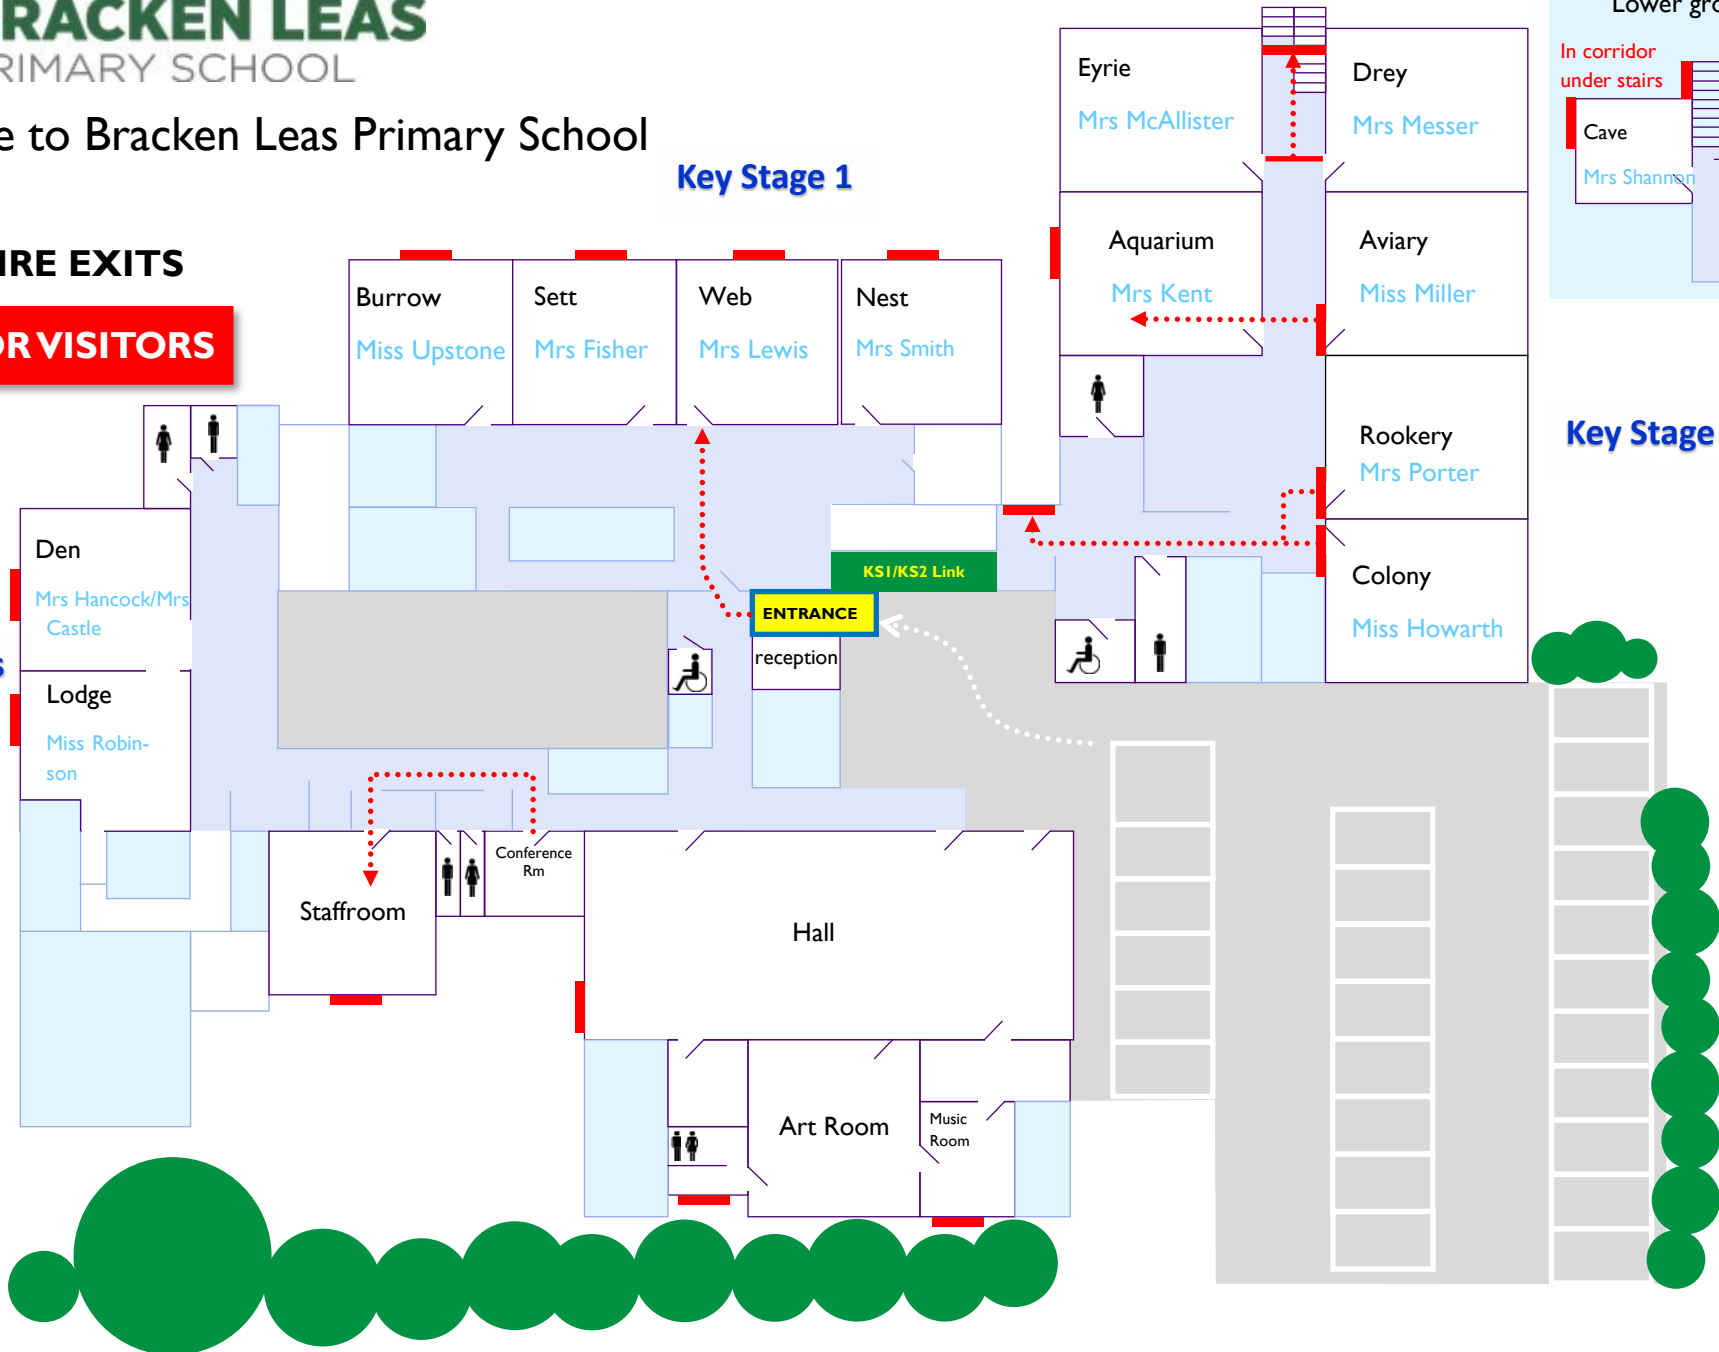 RACKEN LEAS
RIMARY SCHOOL
e to Bracken Leas Primary School
Key Stage 1
IRE EXITS
OR VISITORS
Lower gro
In corridor
under stairs
Cave
Mrs Shannon
Eyrie
Mrs McAllister
Drey
Mrs Messer
Aquarium
Mrs Kent
Aviary
Miss Miller
Burrow
Miss Upstone
Sett
Mrs Fisher
Web
Mrs Lewis
Nest
Mrs Smith
Rookery
Mrs Porter
Key Stage
Colony
Miss Howarth
Den
Mrs Hancock/Mrs
Castle
s
Lodge
Miss Robin-
son
KS1/KS2 Link
ENTRANCE
reception
Conference
Rm
Staffroom
Hall
Art Room
Music
Room